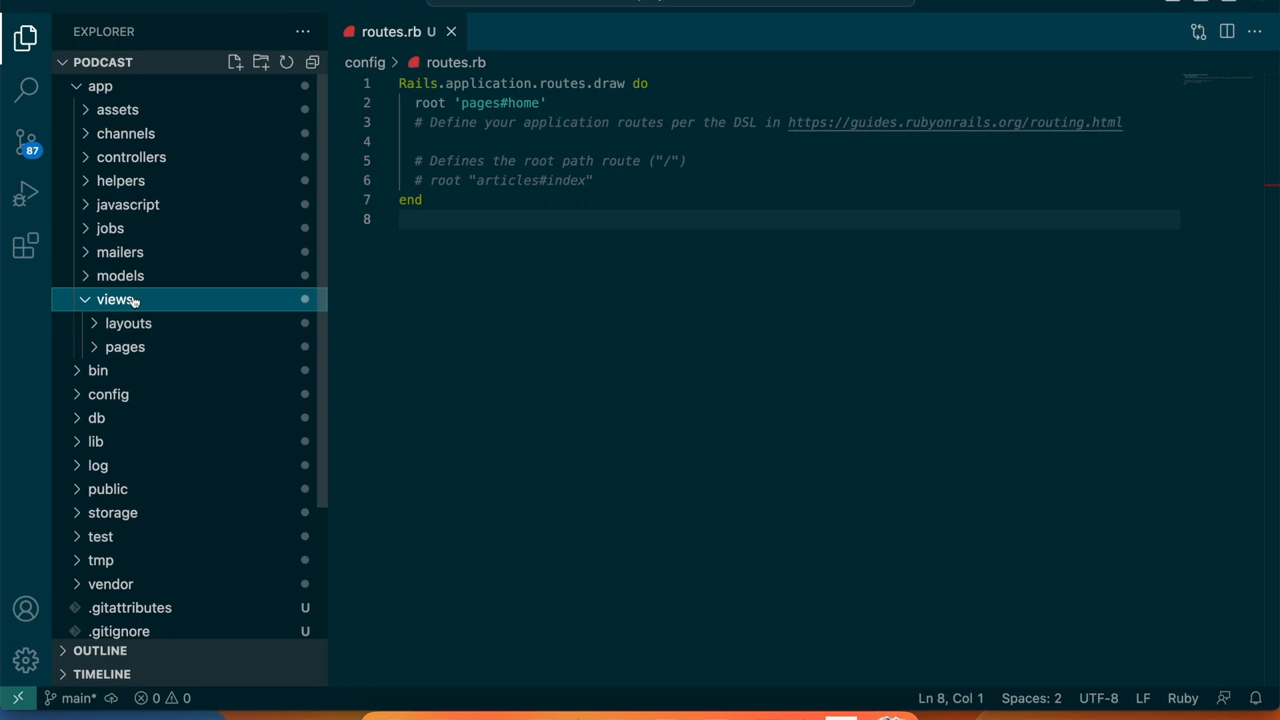 EXPLORER
PODCAST
app
assets
channels
controllers
helpers
javascript
jobs
mailers
models
views
layouts
pages
bin
config
db
lib
log
public
storage
test
tmp
vendor
.gitattributes U
.gitignore U
OUTLINE
TIMELINE
87
routes.rb U
config > routes.rb
1 Rails.application.routes.draw do
2 root 'pages#home'
3 # Define your application routes per the DSL in https://guides.rubyonrails.org/routing.html
4
5 # Defines the root path route ("/")
6 # root "articles#index"
7 end
8
main* 0 0 Ln 8, Col 1 Spaces: 2 UTF-8 LF Ruby